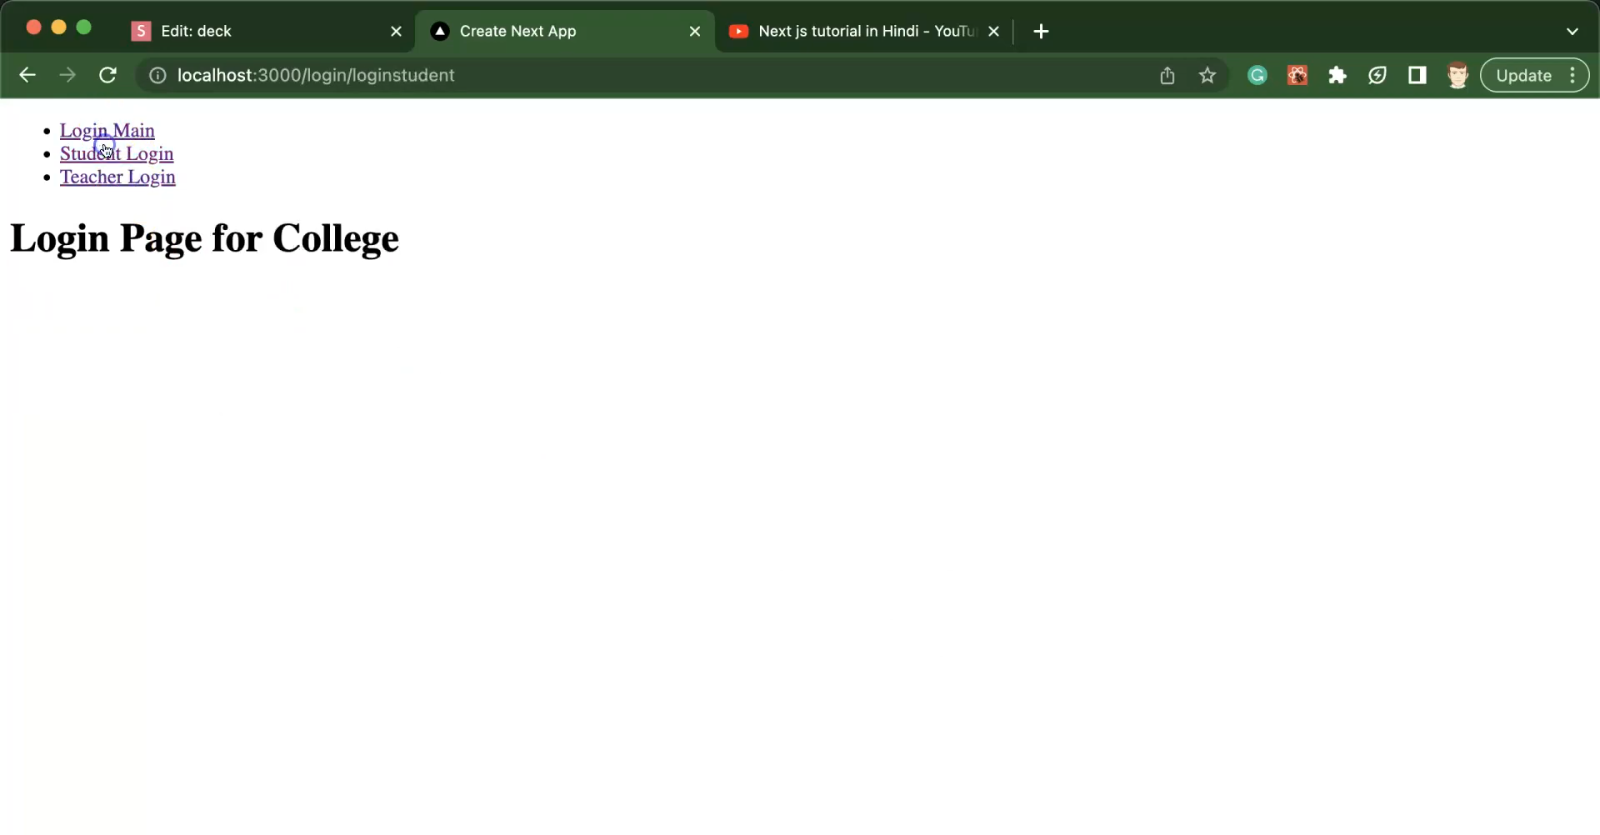 S Edit: deck Create Next App Next js tutorial in Hindi - YouTu
localhost:3000/login/loginstudent G Update
Login Main
Student Login
Teacher Login
Login Page for College